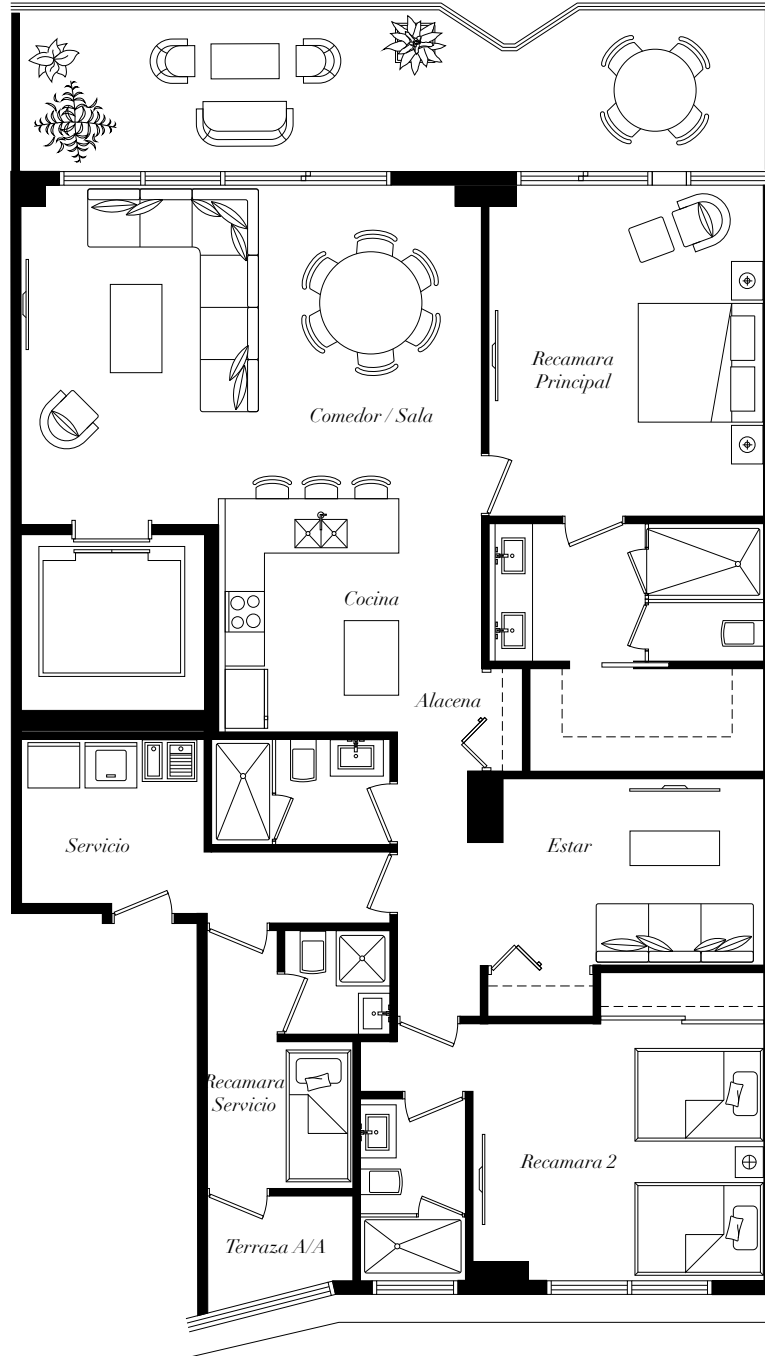 Recamara
Principal
Comedor / Sala
Cocina
Alacena
Servicio
Estar
Recamara
Servicio
Recamara 2
Terraza A/A